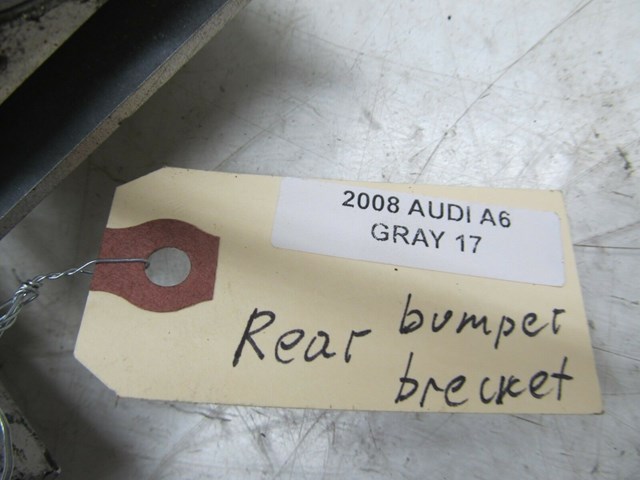 2008 AUDI A6
GRAY 17
Rear bumper
brecket